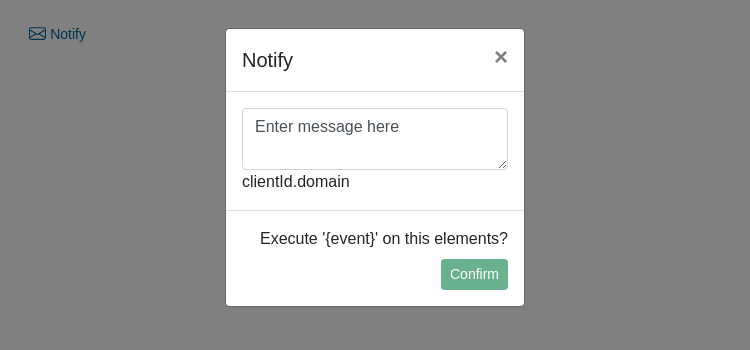 Notify
Notify
×
Enter message here
clientId.domain
Execute '{event}' on this elements?
Confirm